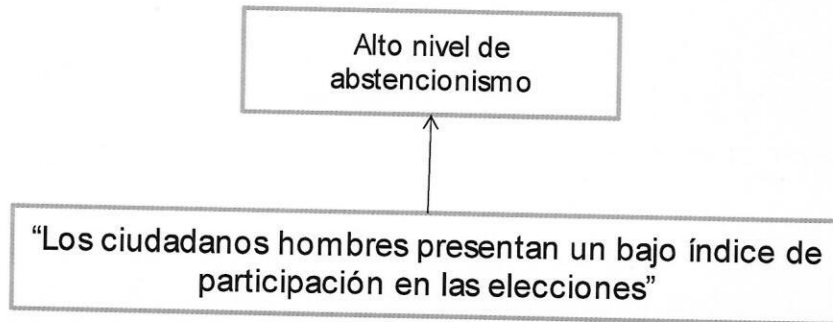 Alto nivel de
abstencionismo
“Los ciudadanos hombres presentan un bajo índice de
participación en las elecciones”